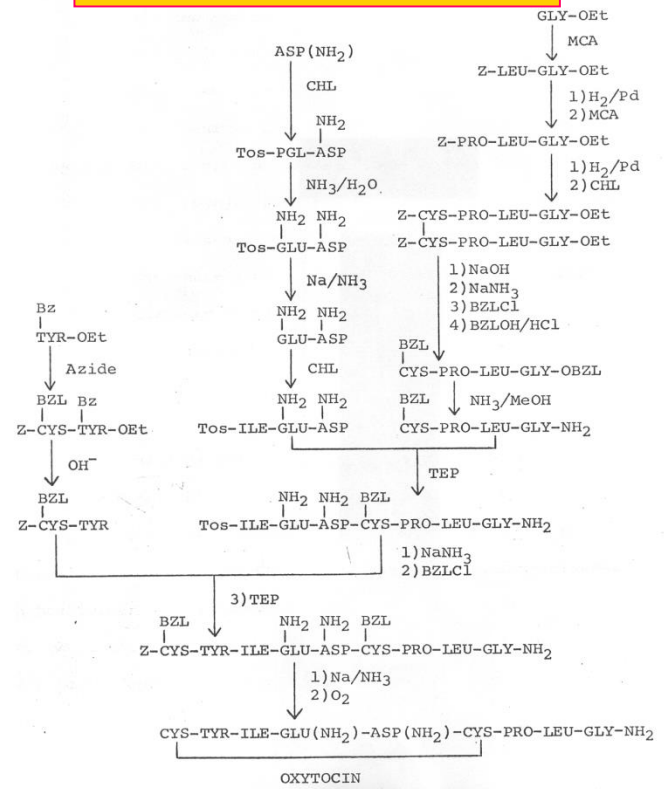 GLY-OEt
MCA
Z-LEU-GLY-OEt
1)H2/Pd
2)MCA
Z-PRO-LEU-GLY-OEt
1)H2/Pd
2)CHL
Z-CYS-PRO-LEU-GLY-OEt
Z-CYS-PRO-LEU-GLY-OEt
1)NaOH
2)NaNH3
3)BZLCl
4)BZLOH/HCl
BZL
CYS-PRO-LEU-GLY-OBZL
NH3/MeOH
BZL
CYS-PRO-LEU-GLY-NH2
ASP(NH2)
CHL
NH2
Tos-PGL-ASP
NH3/H2O
NH2 NH2
Tos-GLU-ASP
Na/NH3
NH2 NH2
GLU-ASP
CHL
NH2 NH2
Tos-ILE-GLU-ASP
TEP
NH2 NH2 BZL
Tos-ILE-GLU-ASP-CYS-PRO-LEU-GLY-NH2
Bz
TYR-OEt
Azide
BZL Bz
Z-CYS-TYR-OEt
OH-
BZL
Z-CYS-TYR
1)NaNH3
2)BZLCl
3)TEP
BZL NH2 NH2 BZL
Z-CYS-TYR-ILE-GLU-ASP-CYS-PRO-LEU-GLY-NH2
1)Na/NH3
2)O2
CYS-TYR-ILE-GLU(NH2)-ASP(NH2)-CYS-PRO-LEU-GLY-NH2
OXYTOCIN